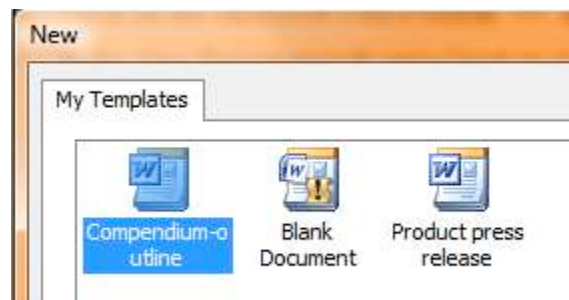 New
My Templates
Compendium-o
utline
Blank
Document
Product press
release